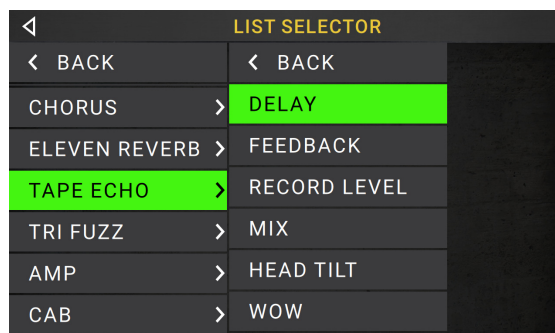 LIST SELECTOR
BACK
CHORUS
ELEVEN REVERB
TAPE ECHO
TRI FUZZ
AMP
CAB
BACK
DELAY
FEEDBACK
RECORD LEVEL
MIX
HEAD TILT
WOW